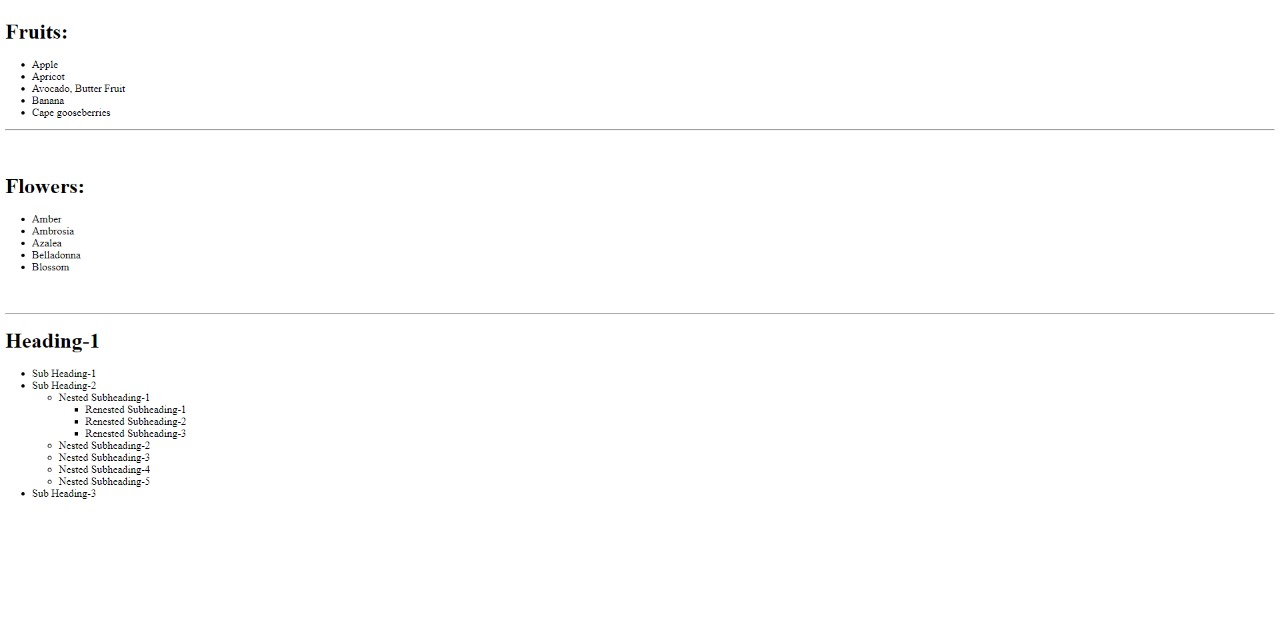 Fruits:
Apple
Apricot
Avocado, Butter Fruit
Banana
Cape gooseberries
Flowers:
Amber
Ambrosia
Azalea
Belladonna
Blossom
Heading-1
Sub Heading-1
Sub Heading-2
Nested Subheading-1
Renested Subheading-1
Renested Subheading-2
Renested Subheading-3
Nested Subheading-2
Nested Subheading-3
Nested Subheading-4
Nested Subheading-5
Sub Heading-3